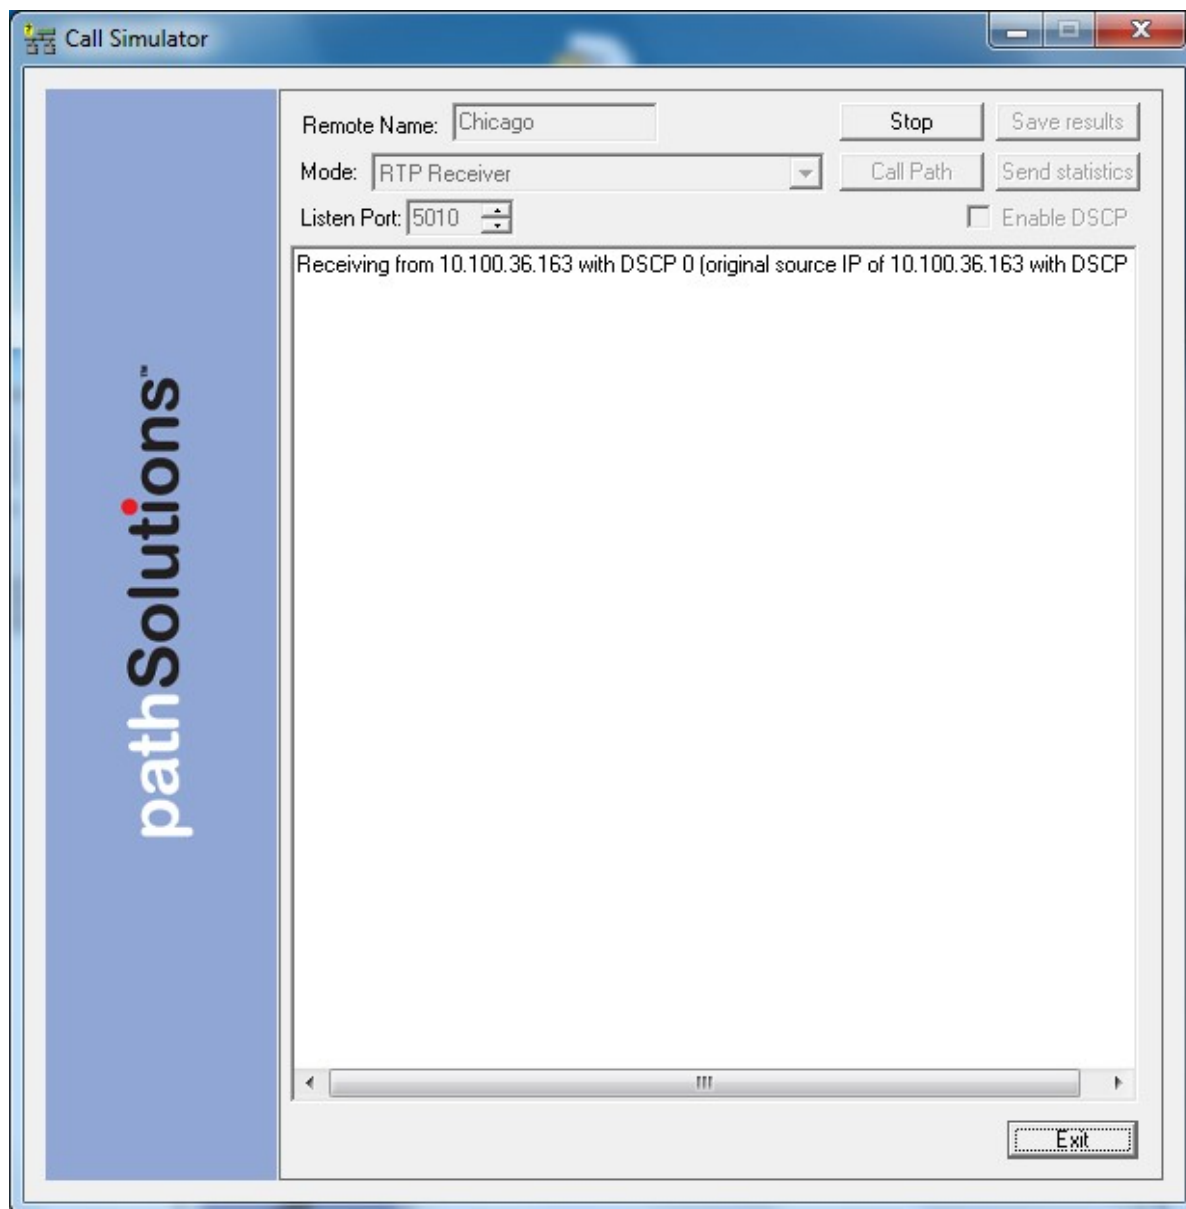 Call Simulator
Remote Name: Chicago Stop Save results
Mode: RTP Receiver Call Path Send statistics
Listen Port: 5010 Enable DSCP
Receiving from 10.100.36.163 with DSCP 0 (original source IP of 10.100.36.163 with DSCP
pathSolutions™
Exit